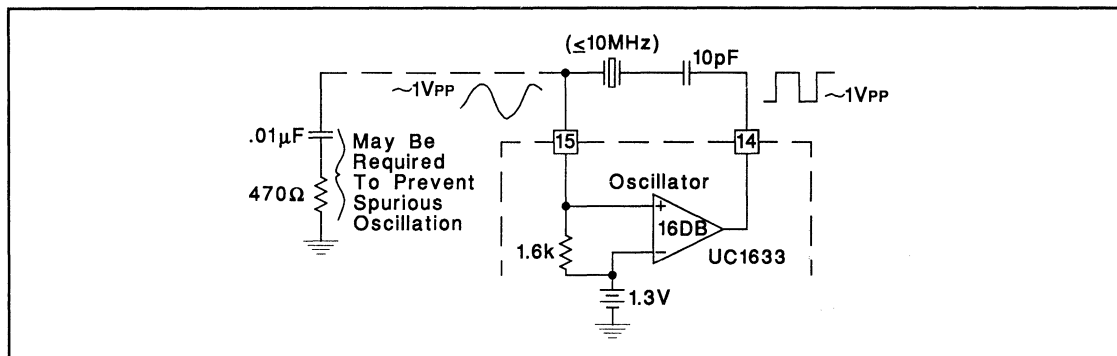 (≤10MHz)
10pF
~1VPP
~1VPP
.01µF
May Be
Required
To Prevent
Spurious
Oscillation
470Ω
15
14
Oscillator
+
16DB
−
1.6k
UC1633
1.3V